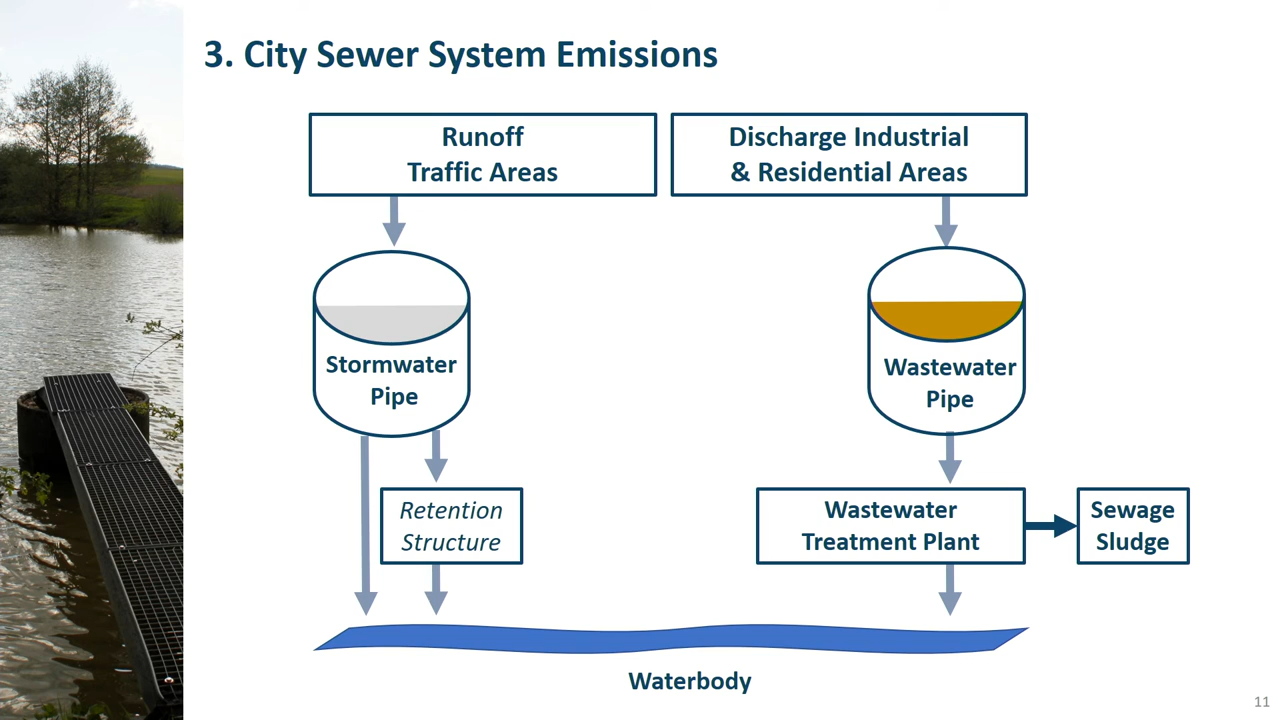 3. City Sewer System Emissions
Runoff
Traffic Areas
Discharge Industrial
& Residential Areas
Stormwater
Pipe
Wastewater
Pipe
Retention
Structure
Wastewater
Treatment Plant
Sewage
Sludge
Waterbody
11